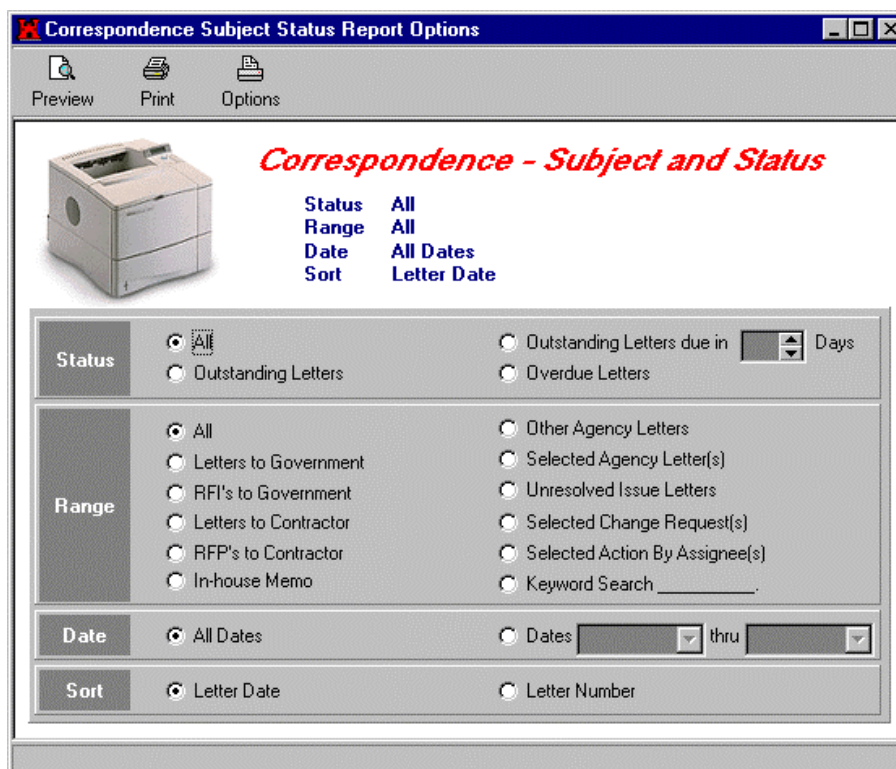 Correspondence Subject Status Report Options
Preview Print Options
Correspondence - Subject and Status
Status All
Range All
Date All Dates
Sort Letter Date
Status
All
Outstanding Letters due in Days
Outstanding Letters
Overdue Letters
Range
All
Other Agency Letters
Letters to Government
Selected Agency Letter(s)
RFI's to Government
Unresolved Issue Letters
Letters to Contractor
Selected Change Request(s)
RFP's to Contractor
Selected Action By Assignee(s)
In-house Memo
Keyword Search __________.
Date All Dates Dates thru
Sort Letter Date Letter Number